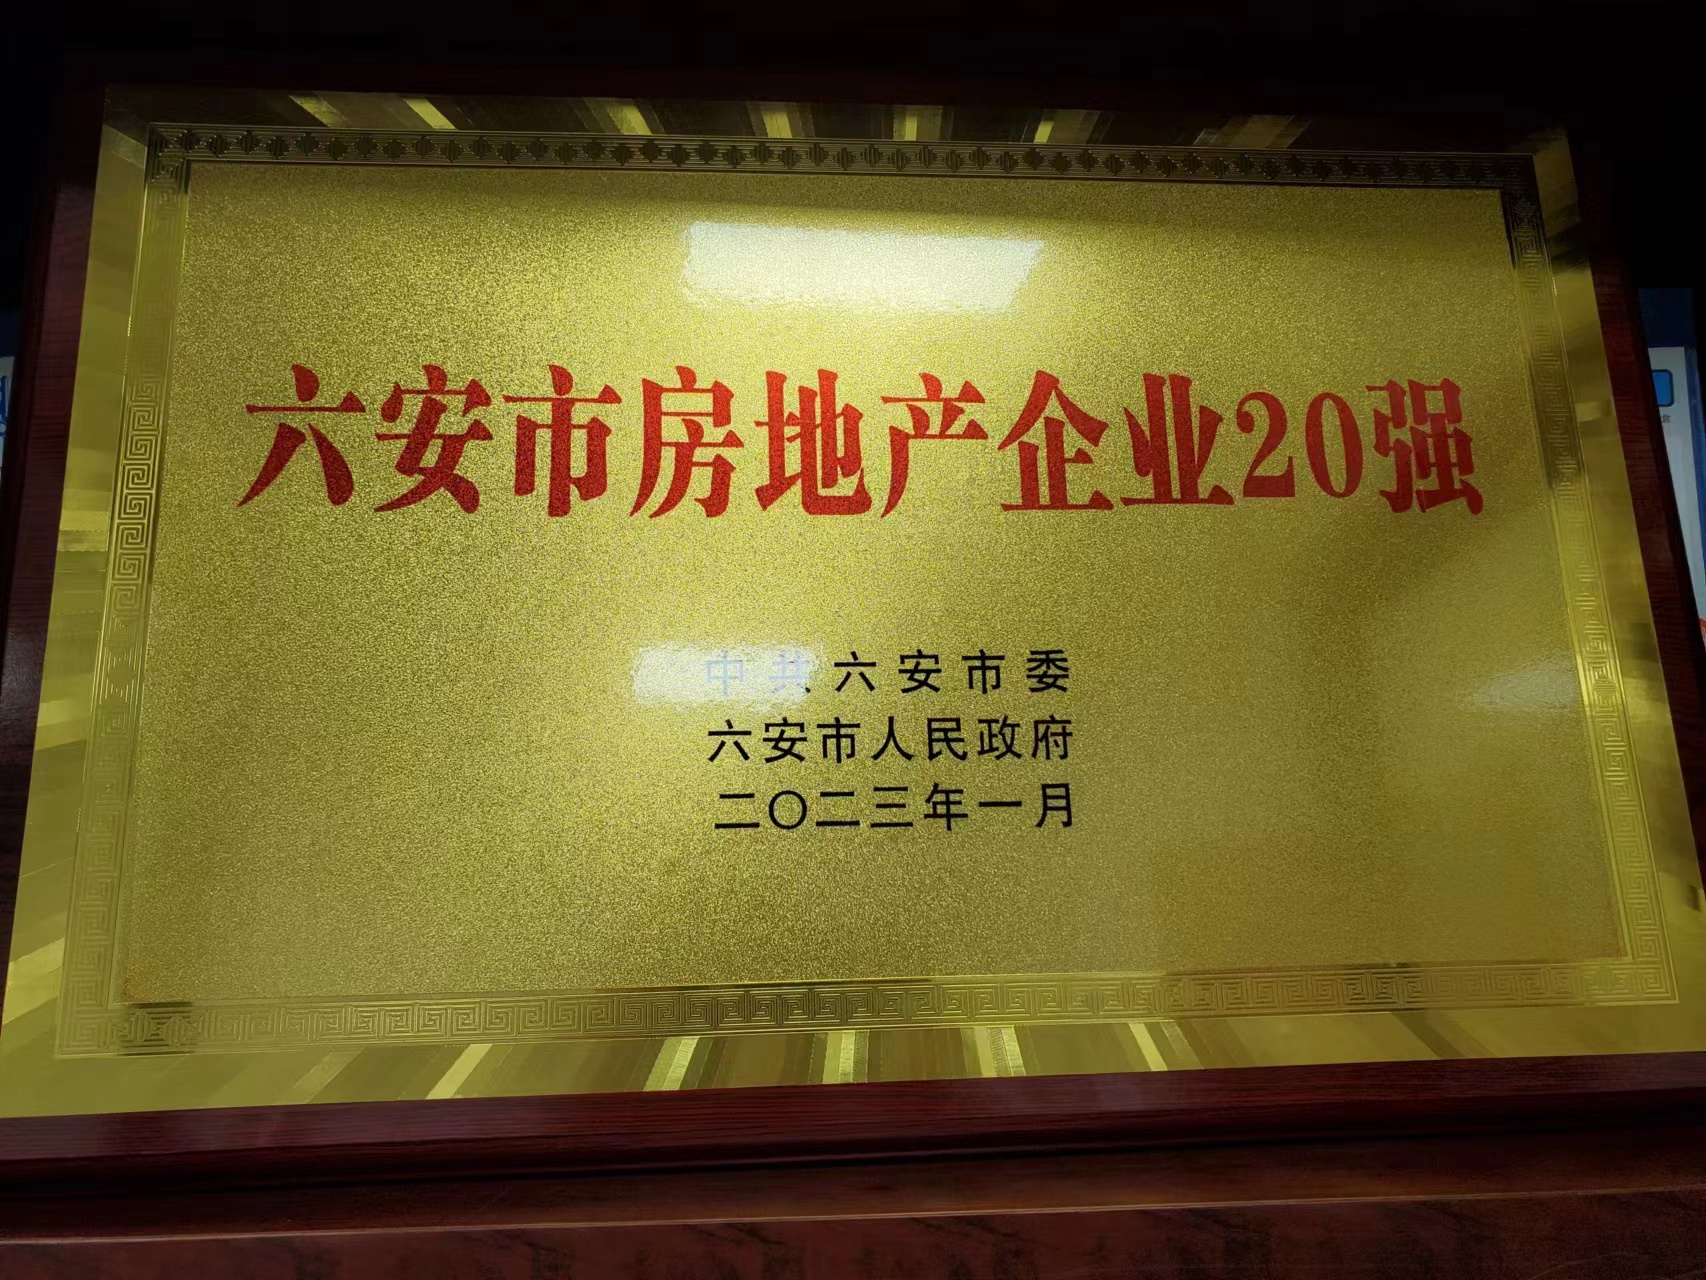 六安市房地产企业20强
中共六安市委
六安市人民政府
二〇二三年一月